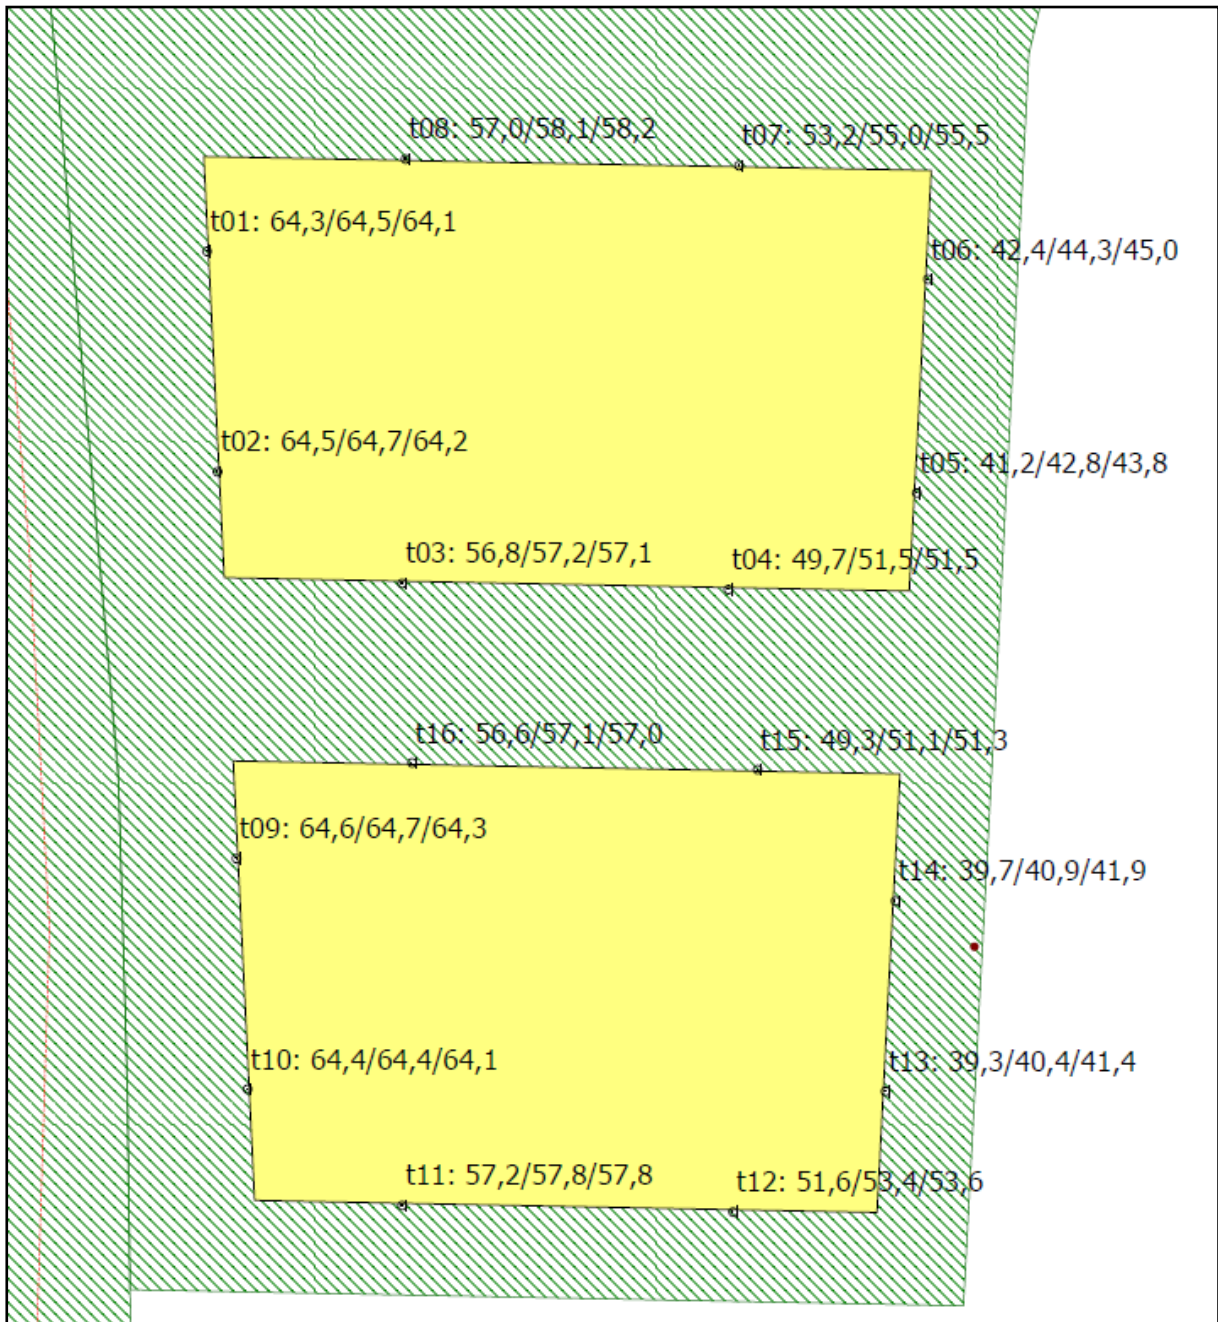 t08: 57,0/58,1/58,2
t07: 53,2/55,0/55,5
t01: 64,3/64,5/64,1
t06: 42,4/44,3/45,0
t02: 64,5/64,7/64,2
t05: 41,2/42,8/43,8
t03: 56,8/57,2/57,1
t04: 49,7/51,5/51,5
t16: 56,6/57,1/57,0
t15: 49,3/51,1/51,3
t09: 64,6/64,7/64,3
t14: 39,7/40,9/41,9
t10: 64,4/64,4/64,1
t13: 39,3/40,4/41,4
t11: 57,2/57,8/57,8
t12: 51,6/53,4/53,6